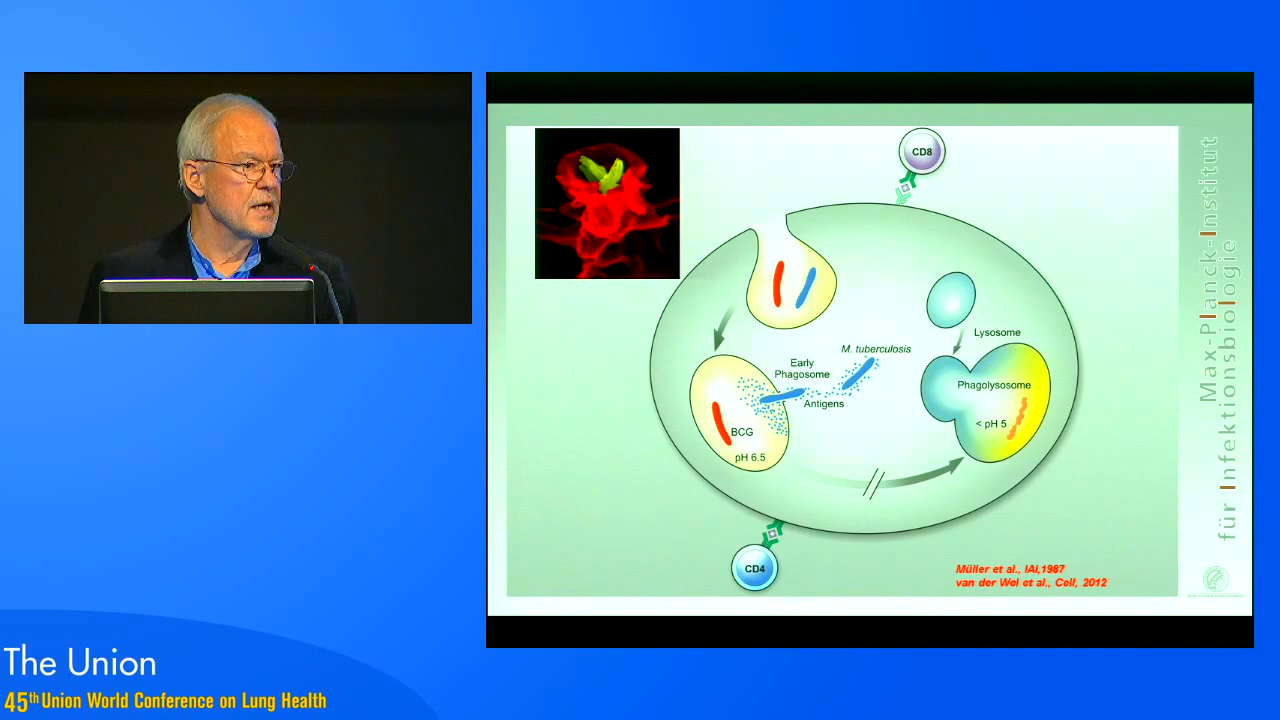 CD8
Lysosome
M. tuberculosis
Early
Phagosome
Antigens
Phagolysosome
< pH 5
BCG
pH 6.5
CD4
Müller et al., IAI,1987
van der Wel et al., Cell, 2012
Max-Planck-Institut
für Infektionsbiologie
The Union
45th Union World Conference on Lung Health